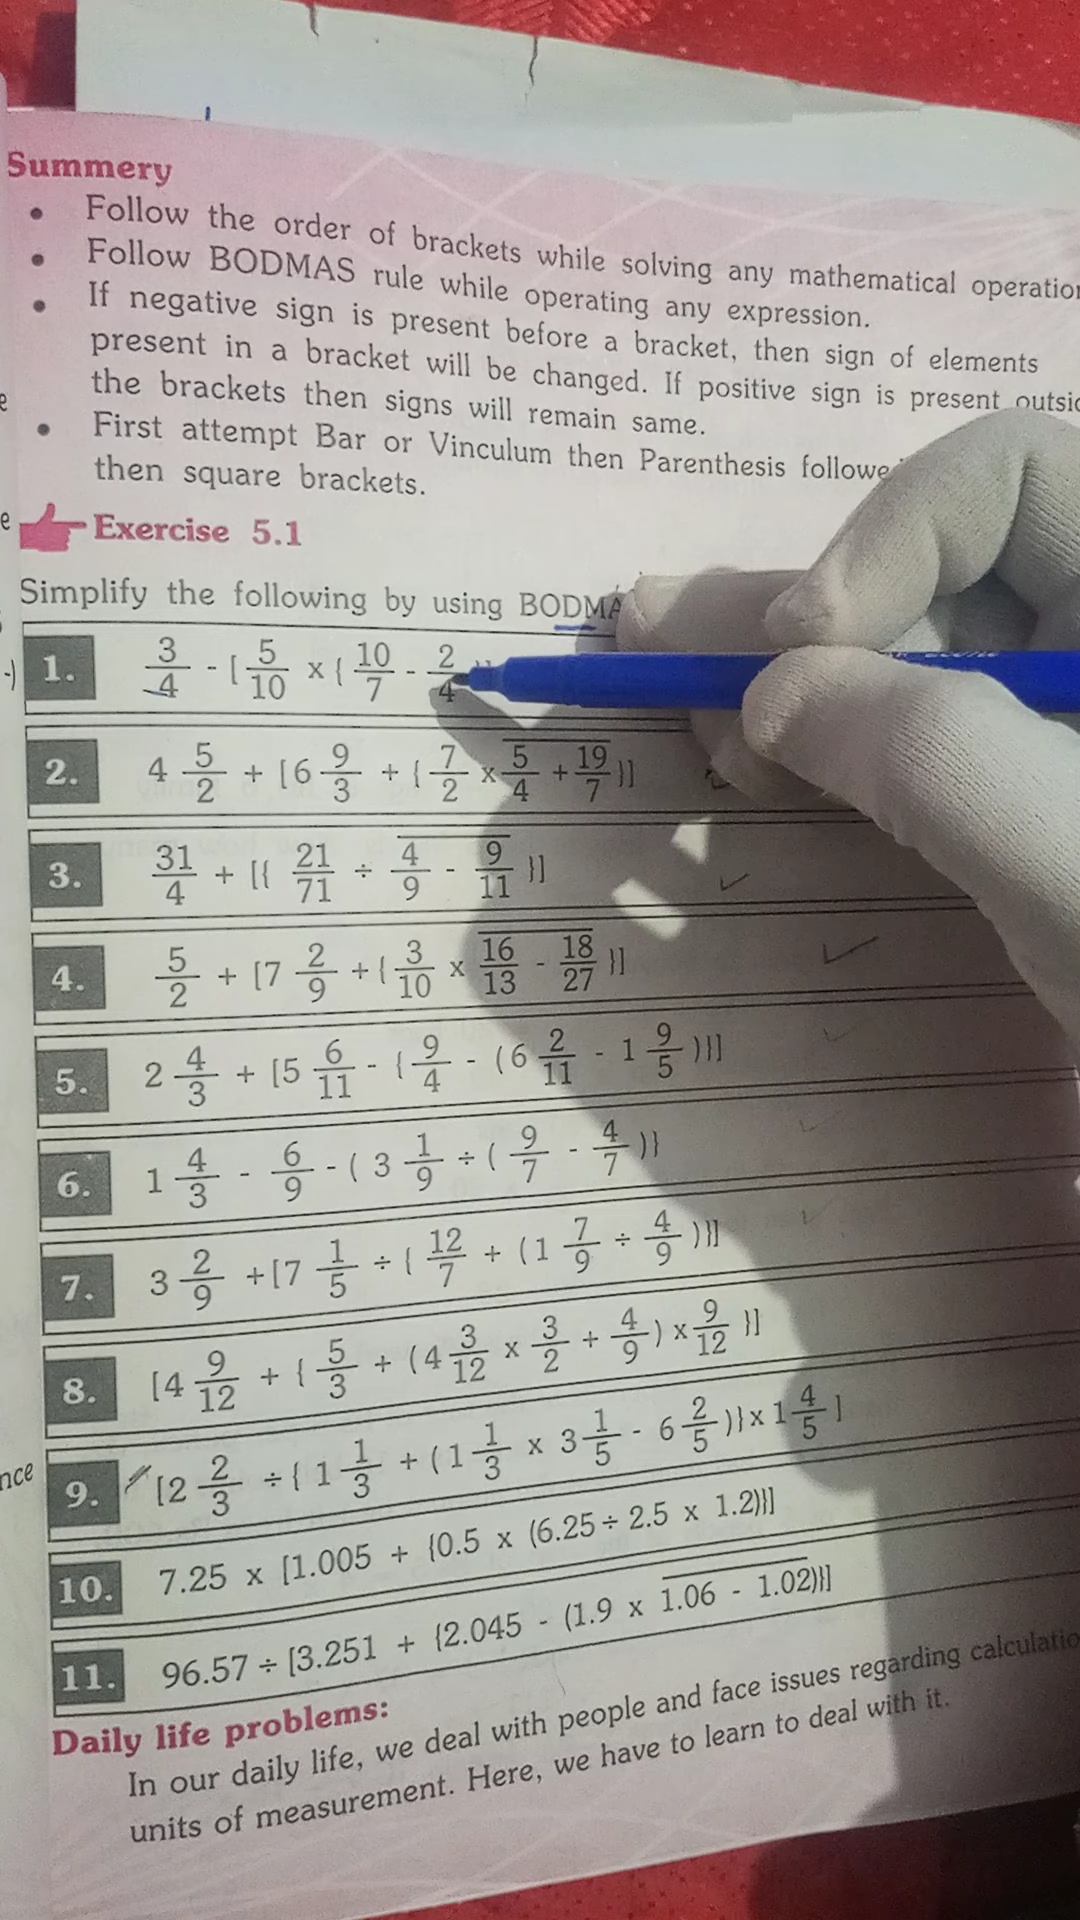 Summery
• Follow the order of brackets while solving any mathematical
• Follow BODMAS rule while operating any expression.
• If negative sign is present before a bracket, then sign of elements
present in a bracket will be changed. If positive sign is present
the brackets then signs will remain same.
• First attempt Bar or Vinculum then Parenthesis
then square brackets.
Exercise 5.1
Simplify the following by using
1. 3/4 - [ 5/10 x { 10/7 - 2/4
2. 4 5/2 + [6 9/3 + { 7/2 x 5/4 + 19/7 }]
3. 31/4 + [{ 21/71 ÷ 4/9 - 9/11 }]
4. 5/2 + [7 2/9 + { 3/10 x 16/13 - 18/27 }]
5. 2 4/3 + [5 6/11 - { 9/4 - (6 2/11 - 1 9/5 )}]
6. 1 4/3 - 6/9 - ( 3 1/9 ÷ ( 9/7 - 4/7 )}
7. 3 2/9 + [7 1/5 ÷ { 12/7 + (1 7/9 ÷ 4/9 )}]
8. [4 9/12 + { 5/3 + (4 3/12 x 3/2 + 4/9 ) x 9/12 }]
9. [2 2/3 ÷ { 1 1/3 + (1 1/3 x 3 1/5 - 6 2/5 )} x 1 4/5 ]
10. 7.25 x [1.005 + {0.5 x (6.25 ÷ 2.5 x 1.2)}]
11. 96.57 ÷ [3.251 + {2.045 - (1.9 x 1.06 - 1.02)}]
Daily life problems:
In our daily life, we deal with people and face issues regarding
units of measurement. Here, we have to learn to deal with it.